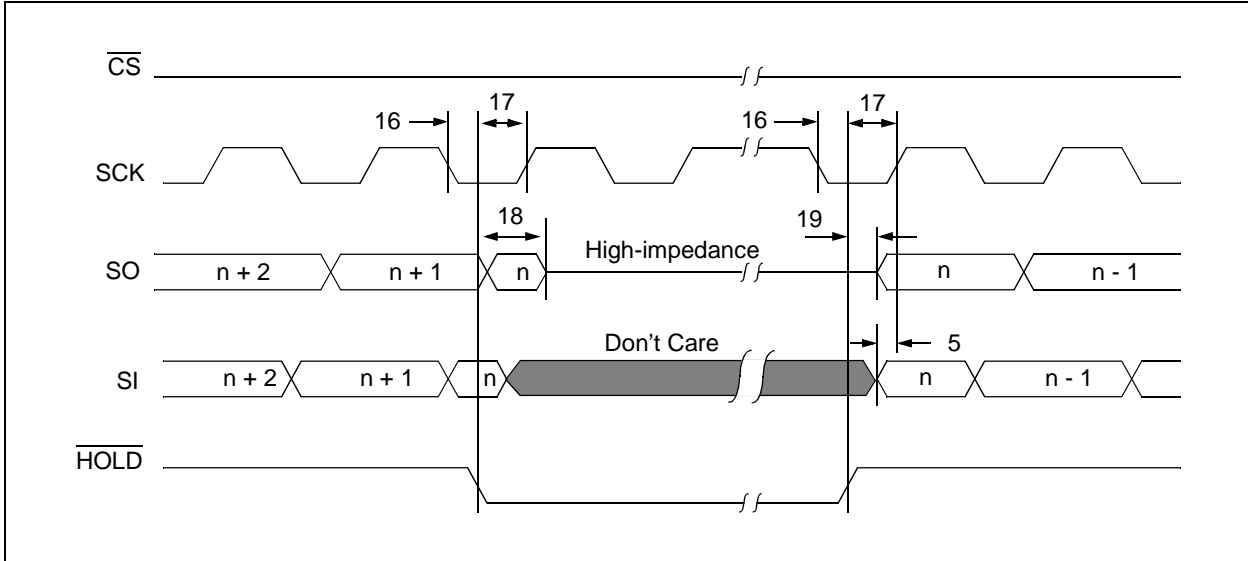 CS
16 17 16 17
SCK
18 19
High-impedance
SO n + 2 n + 1 n n n - 1
Don't Care 5
SI n + 2 n + 1 n n n - 1
HOLD